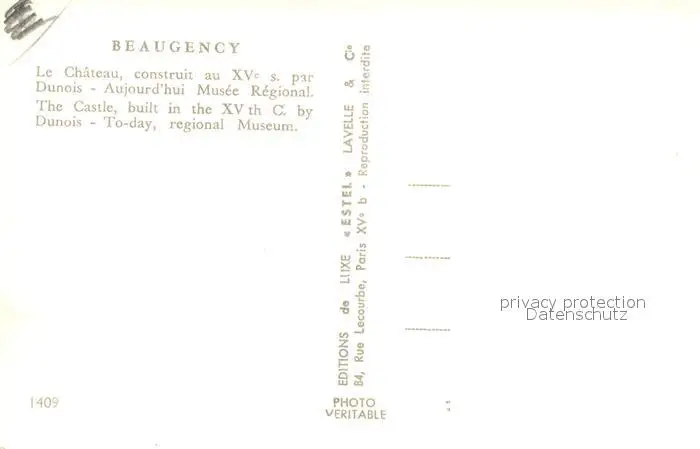 BEAUGENCY
Le Château, construit au XVe s. par
Dunois - Aujourd'hui Musée Régional.
The Castle, built in the XV th C. by
Dunois - To-day, regional Museum.
EDITIONS de LUXE « ESTEL » LAVELLE & Cie
84, Rue Lecourbe, Paris XVe b - Reproduction interdite
privacy protection
Datenschutz
1409
PHOTO
VERITABLE